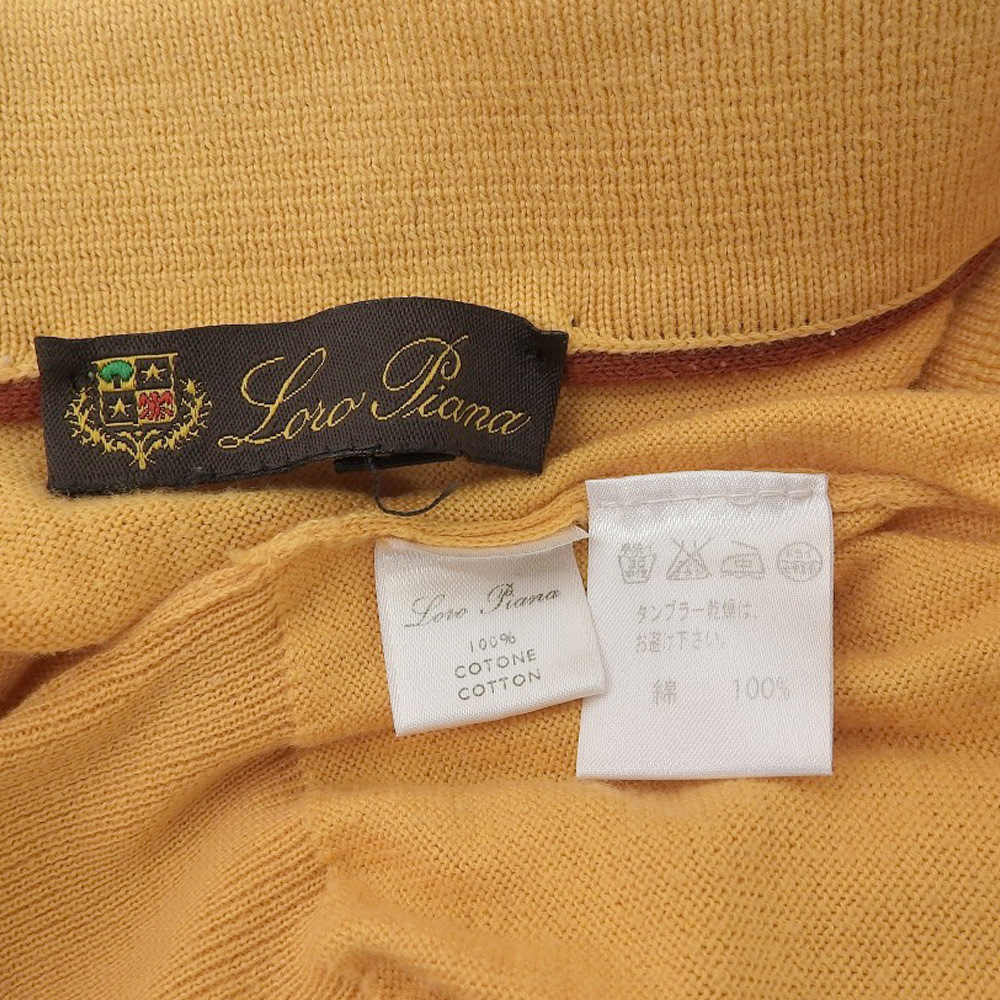 Loro Piana
Loro Piana
100%
COTONE
COTTON
タンブラー乾燥は、
お避け下さい。
綿 100%